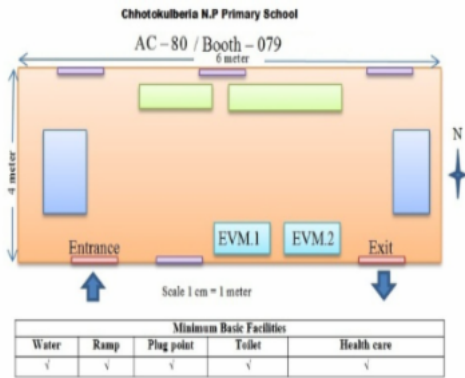 Chhotokulberia N.P Primary School
AC – 80 / Booth – 079
6 meter
4 meter
N
EVM.1 EVM.2
Entrance Exit
Scale 1 cm = 1 meter
Minimum Basic Facilities
Water Ramp Plug point Toilet Health care
√ √ √ √ √